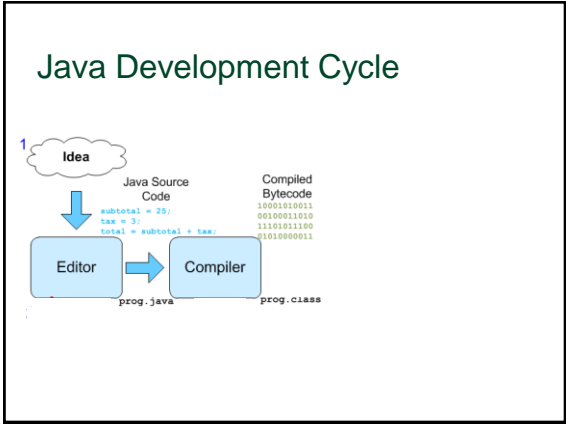 Java Development Cycle
1
Idea
Java Source
Code
subtotal = 25;
tax = 3;
total = subtotal + tax;
Compiled
Bytecode
10001010011
00100011010
11101011100
01010000011
Editor
Compiler
prog.java
prog.class